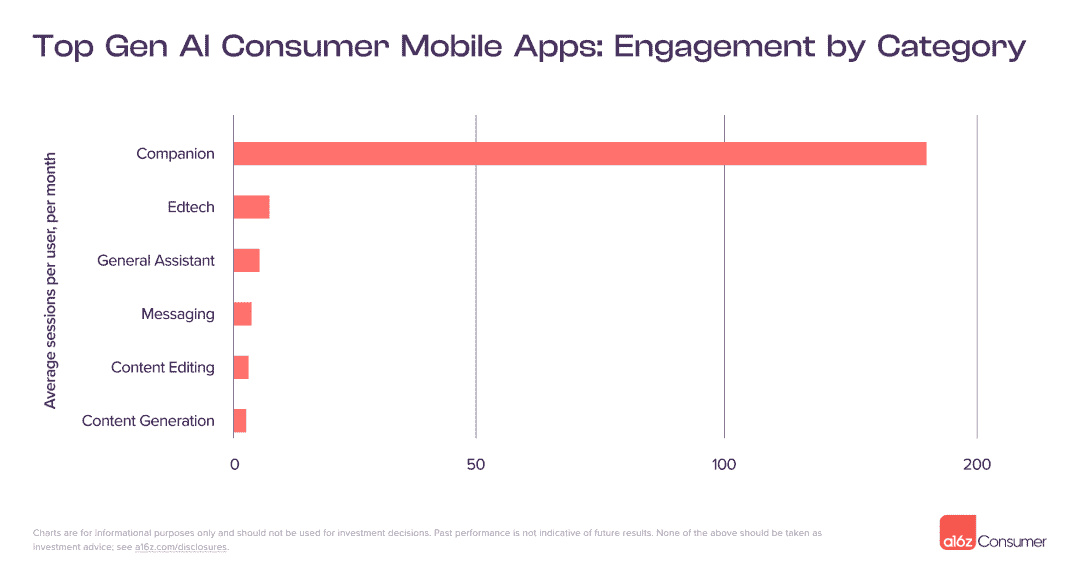 Top Gen AI Consumer Mobile Apps: Engagement by Category
Average sessions per user, per month
Companion
Edtech
General Assistant
Messaging
Content Editing
Content Generation
0 50 100 200
Charts are for informational purposes only and should not be used for investment decisions. Past performance is not indicative of future results. None of the above should be taken as
investment advice; see a16z.com/disclosures.
a16z Consumer